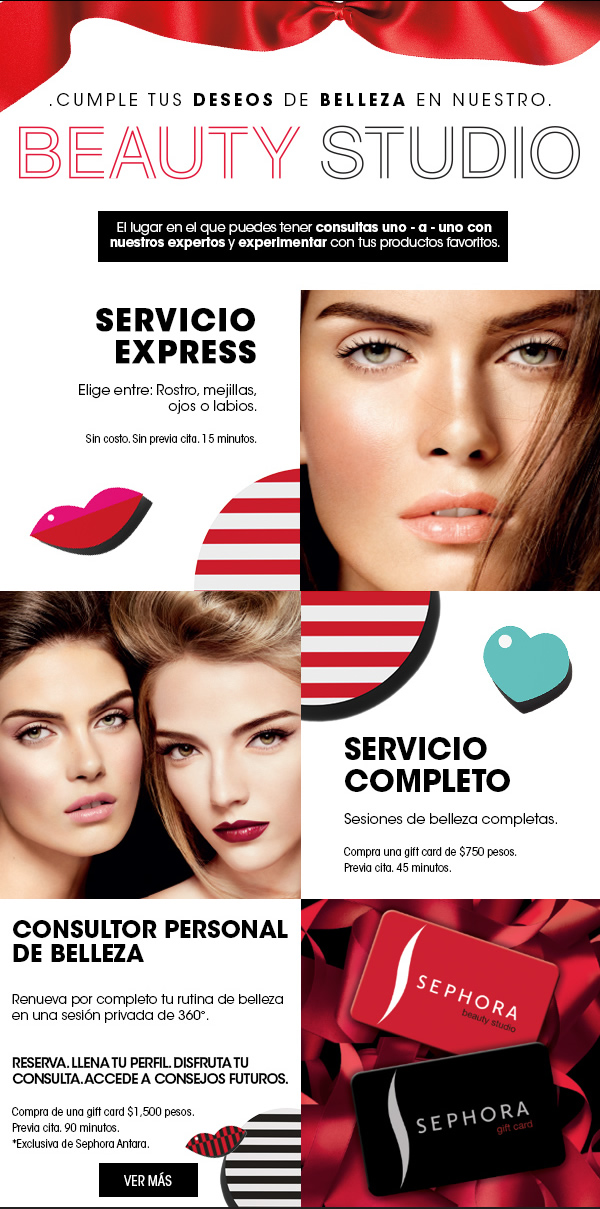 .CUMPLE TUS DESEOS DE BELLEZA EN NUESTRO.
BEAUTY STUDIO
El lugar en el que puedes tener consultas uno - a - uno con
nuestros expertos y experimentar con tus productos favoritos.
SERVICIO
EXPRESS
Elige entre: Rostro, mejillas,
ojos o labios.
Sin costo. Sin previa cita. 15 minutos.
SERVICIO
COMPLETO
Sesiones de belleza completas.
Compra una gift card de $750 pesos.
Previa cita. 45 minutos.
CONSULTOR PERSONAL
DE BELLEZA
Renueva por completo tu rutina de belleza
en una sesión privada de 360°.
RESERVA. LLENA TU PERFIL. DISFRUTA TU
CONSULTA. ACCEDE A CONSEJOS FUTUROS.
Compra de una gift card $1,500 pesos.
Previa cita. 90 minutos.
*Exclusiva de Sephora Antara.
VER MÁS
SEPHORA
beauty studio
SEPHORA
gift card